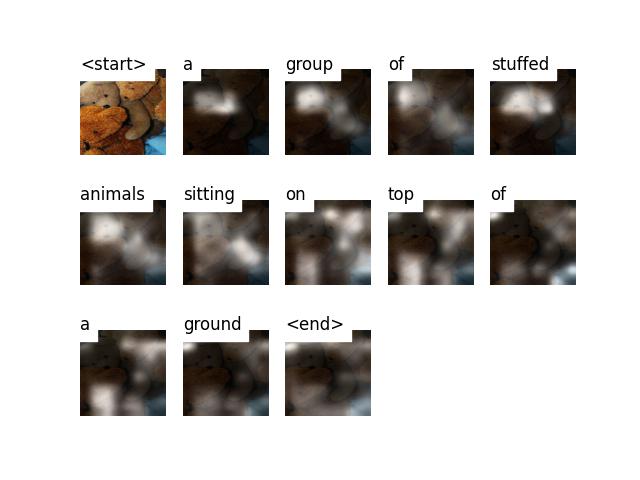 <start> a group of stuffed
animals sitting on top of
a ground <end>